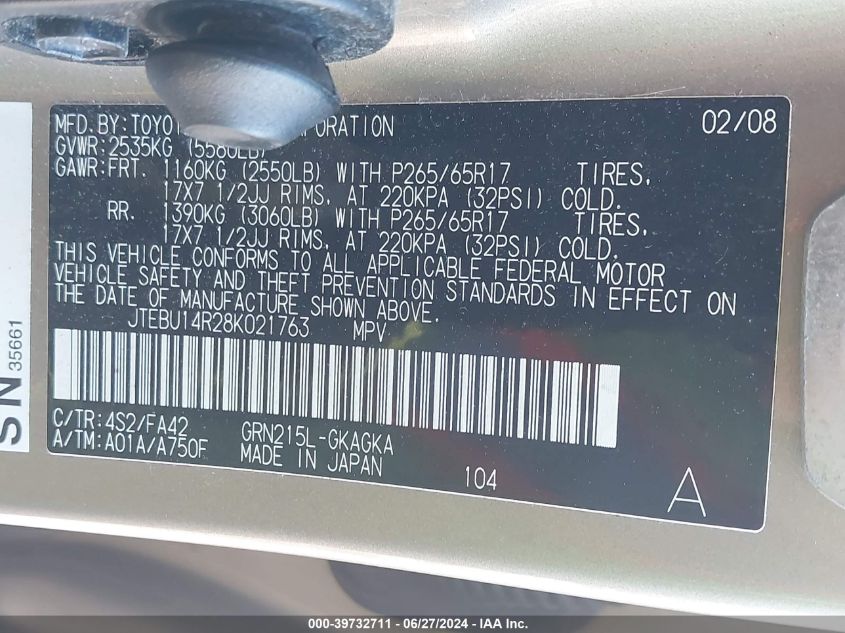 MFD.BY:TOYO RPORATION 02/08
GVWR:2535KG (5580LB)
GAWR:FRT. 1160KG (2550LB) WITH P265/65R17 TIRES,
17X7 1/2JJ RIMS, AT 220KPA (32PSI) COLD.
RR. 1390KG (3060LB) WITH P265/65R17 TIRES,
17X7 1/2JJ RIMS, AT 220KPA (32PSI) COLD.
THIS VEHICLE CONFORMS TO ALL APPLICABLE FEDERAL MOTOR
VEHICLE SAFETY AND THEFT PREVENTION STANDARDS IN EFFECT ON
THE DATE OF MANUFACTURE SHOWN ABOVE.
JTEBU14R28K021763 MPV
C/TR:4S2/FA42 GRN215L-GKAGKA
A/TM:A01A/A750F MADE IN JAPAN
104
A
SN 35661
000-39732711 - 06/27/2024 - IAA Inc.